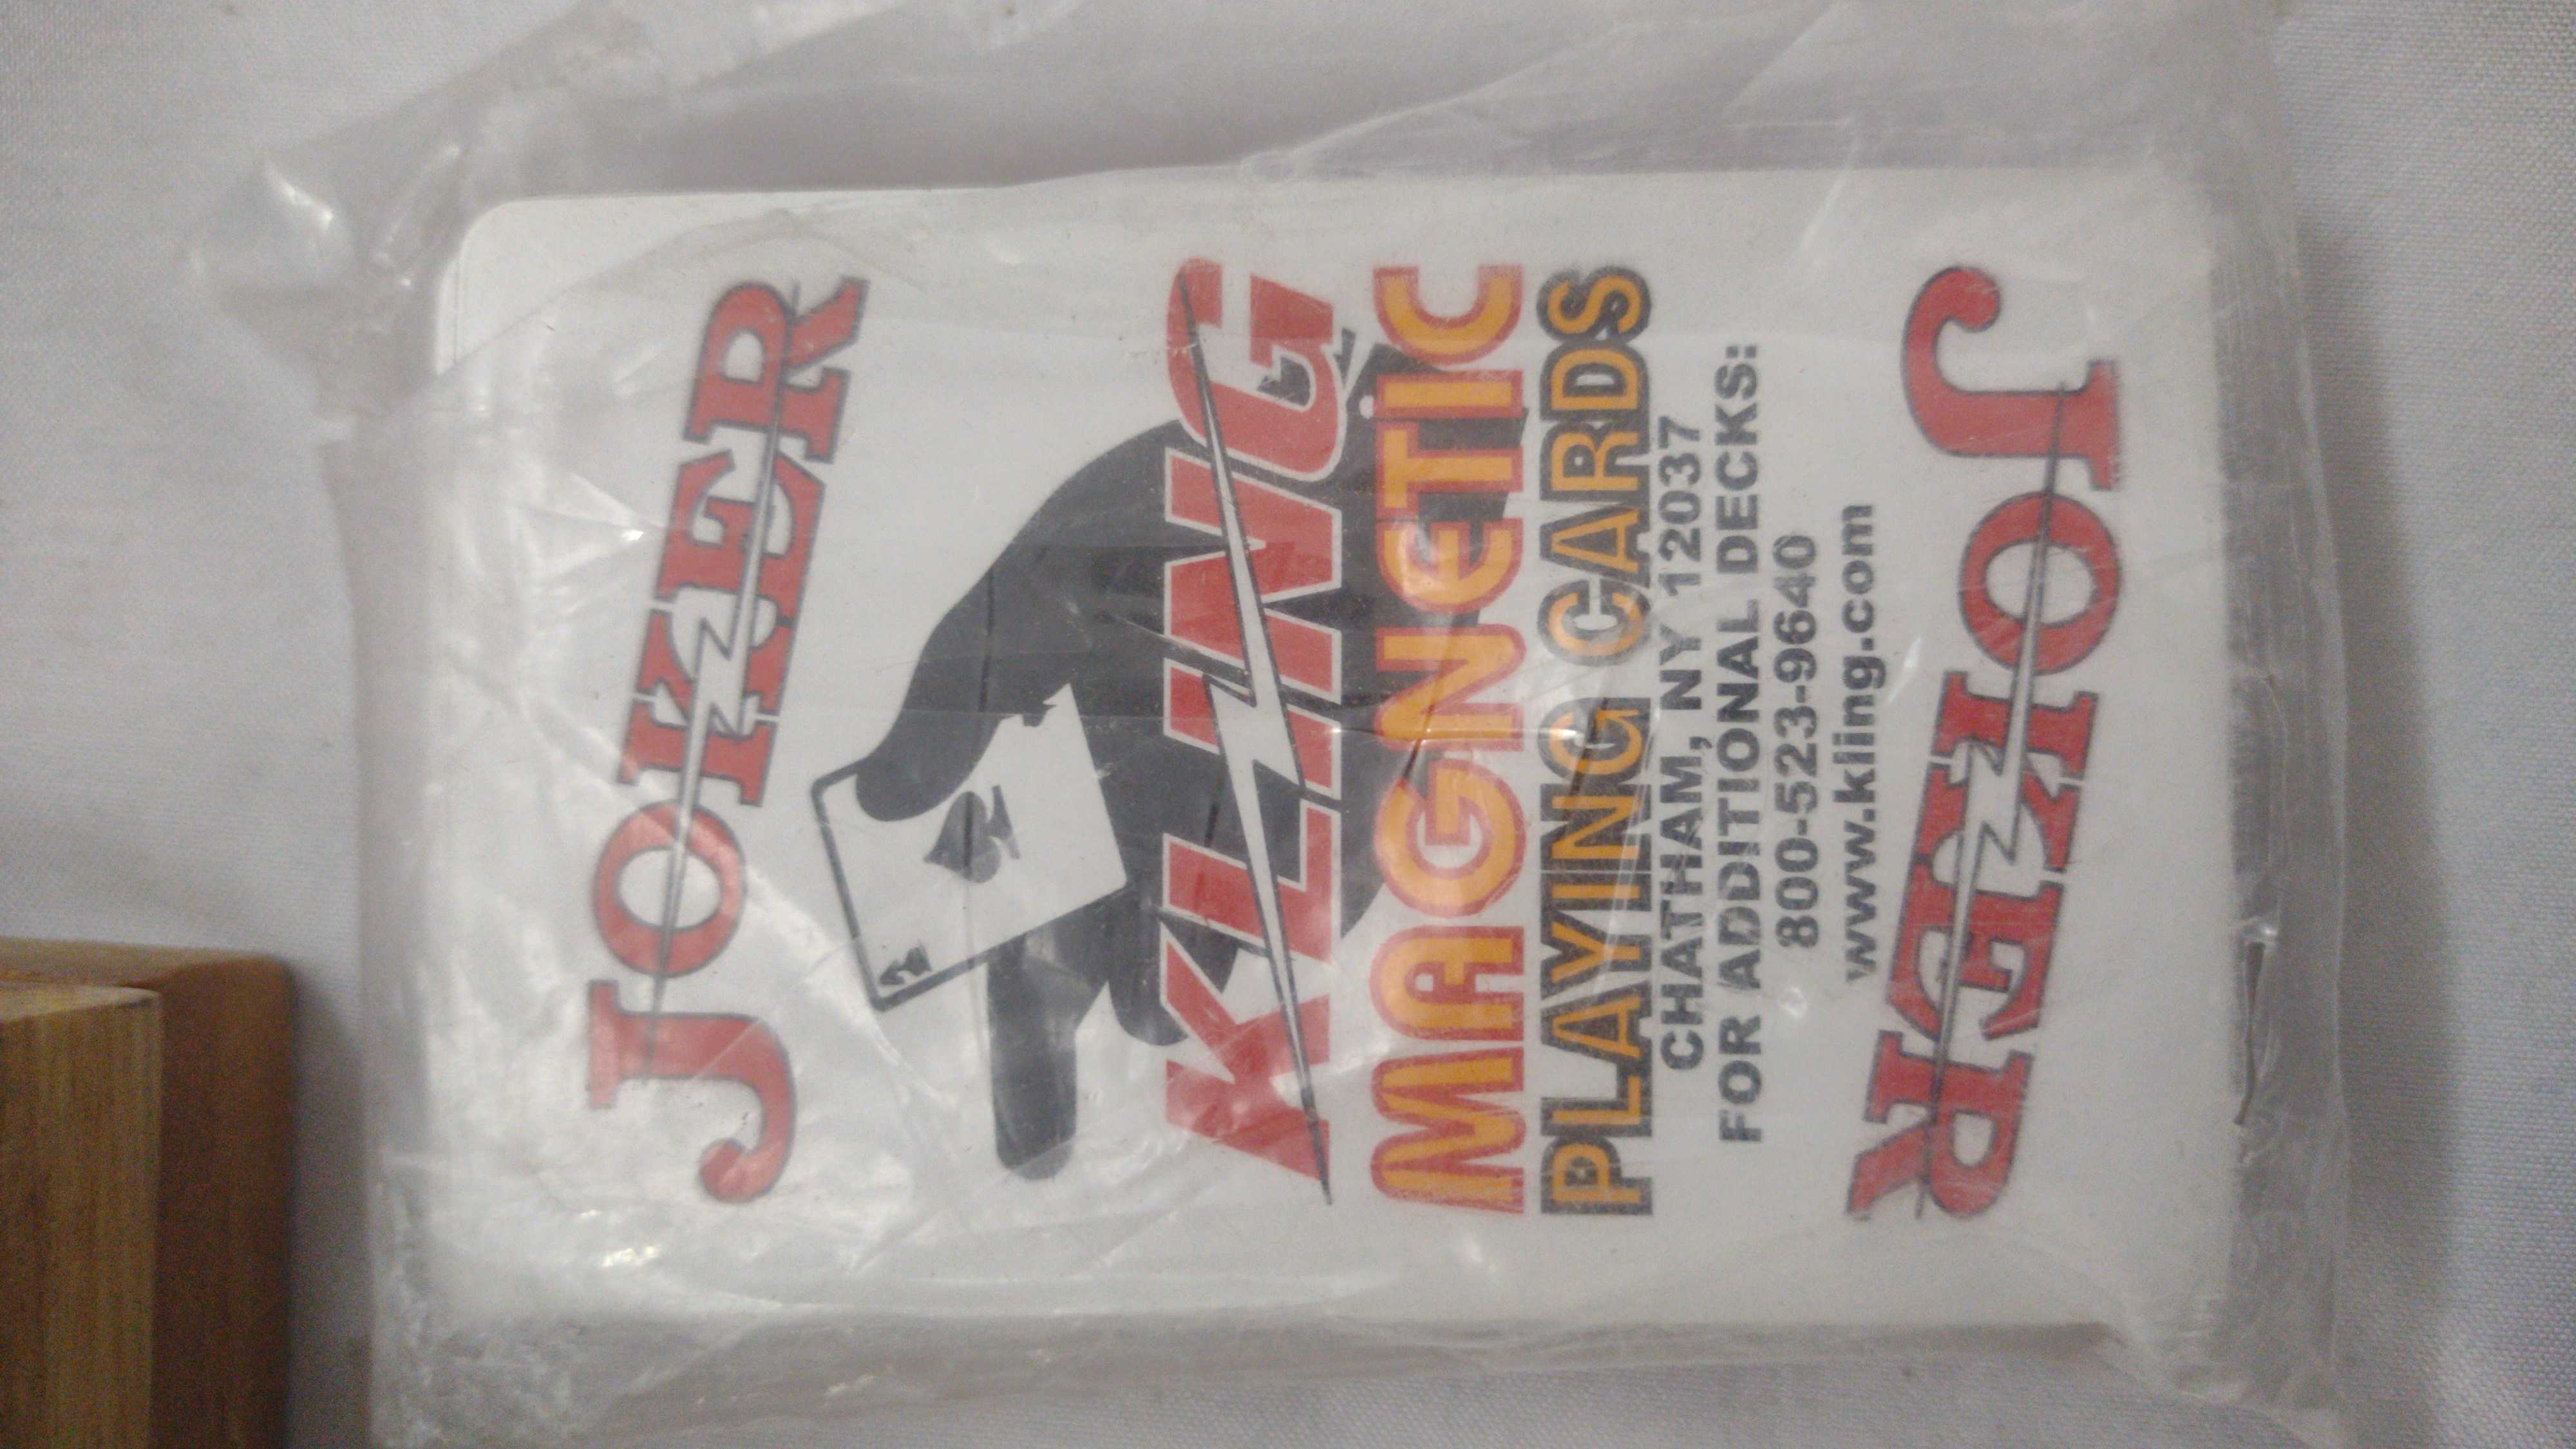 JOKER
KLING
MAGNETIC
PLAYING CARDS
CHATHAM, NY 12037
FOR ADDITIONAL DECKS:
800-523-9640
www.kling.com
JOKER